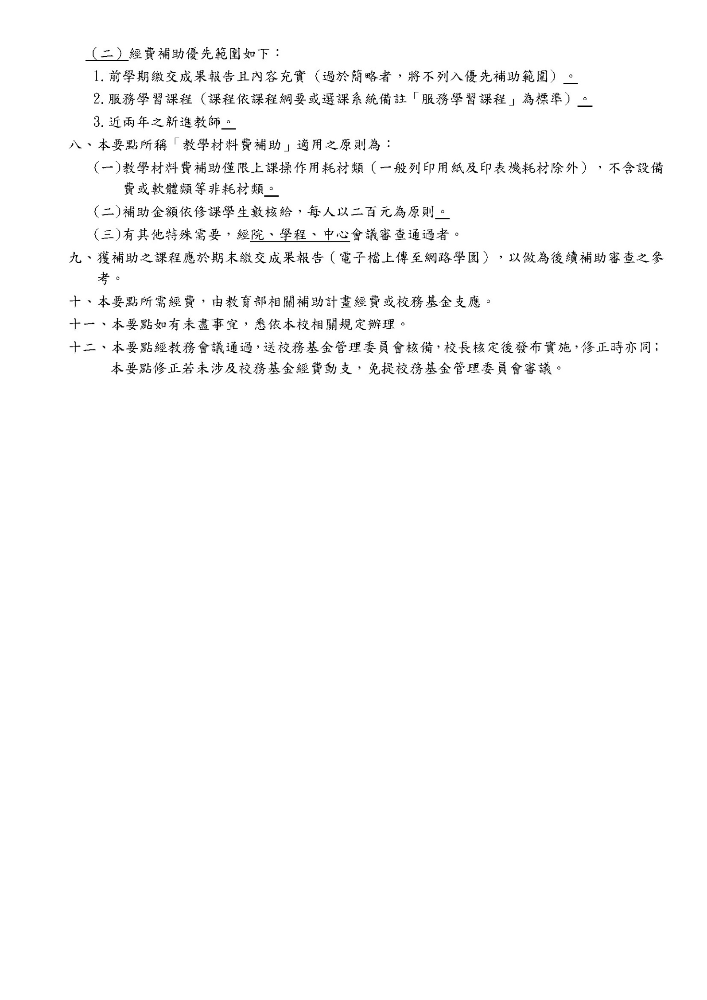 （二）經費補助優先範圍如下：
1. 前學期繳交成果報告且內容充實（過於簡略者，將不列入優先補助範圍）。
2. 服務學習課程（課程依課程綱要或選課系統備註「服務學習課程」為標準）。
3. 近兩年之新進教師。
八、本要點所稱「教學材料費補助」適用之原則為：
(一)教學材料費補助僅限上課操作用耗材類（一般列印用紙及印表機耗材除外），不含設備
費或軟體類等非耗材類。
(二)補助金額依修課學生數核給，每人以二百元為原則。
(三)有其他特殊需要，經院、學程、中心會議審查通過者。
九、獲補助之課程應於期末繳交成果報告（電子檔上傳至網路學園），以做為後續補助審查之參
考。
十、本要點所需經費，由教育部相關補助計畫經費或校務基金支應。
十一、本要點如有未盡事宜，悉依本校相關規定辦理。
十二、本要點經教務會議通過，送校務基金管理委員會核備，校長核定後發布實施，修正時亦同；
本要點修正若未涉及校務基金經費動支，免提校務基金管理委員會審議。